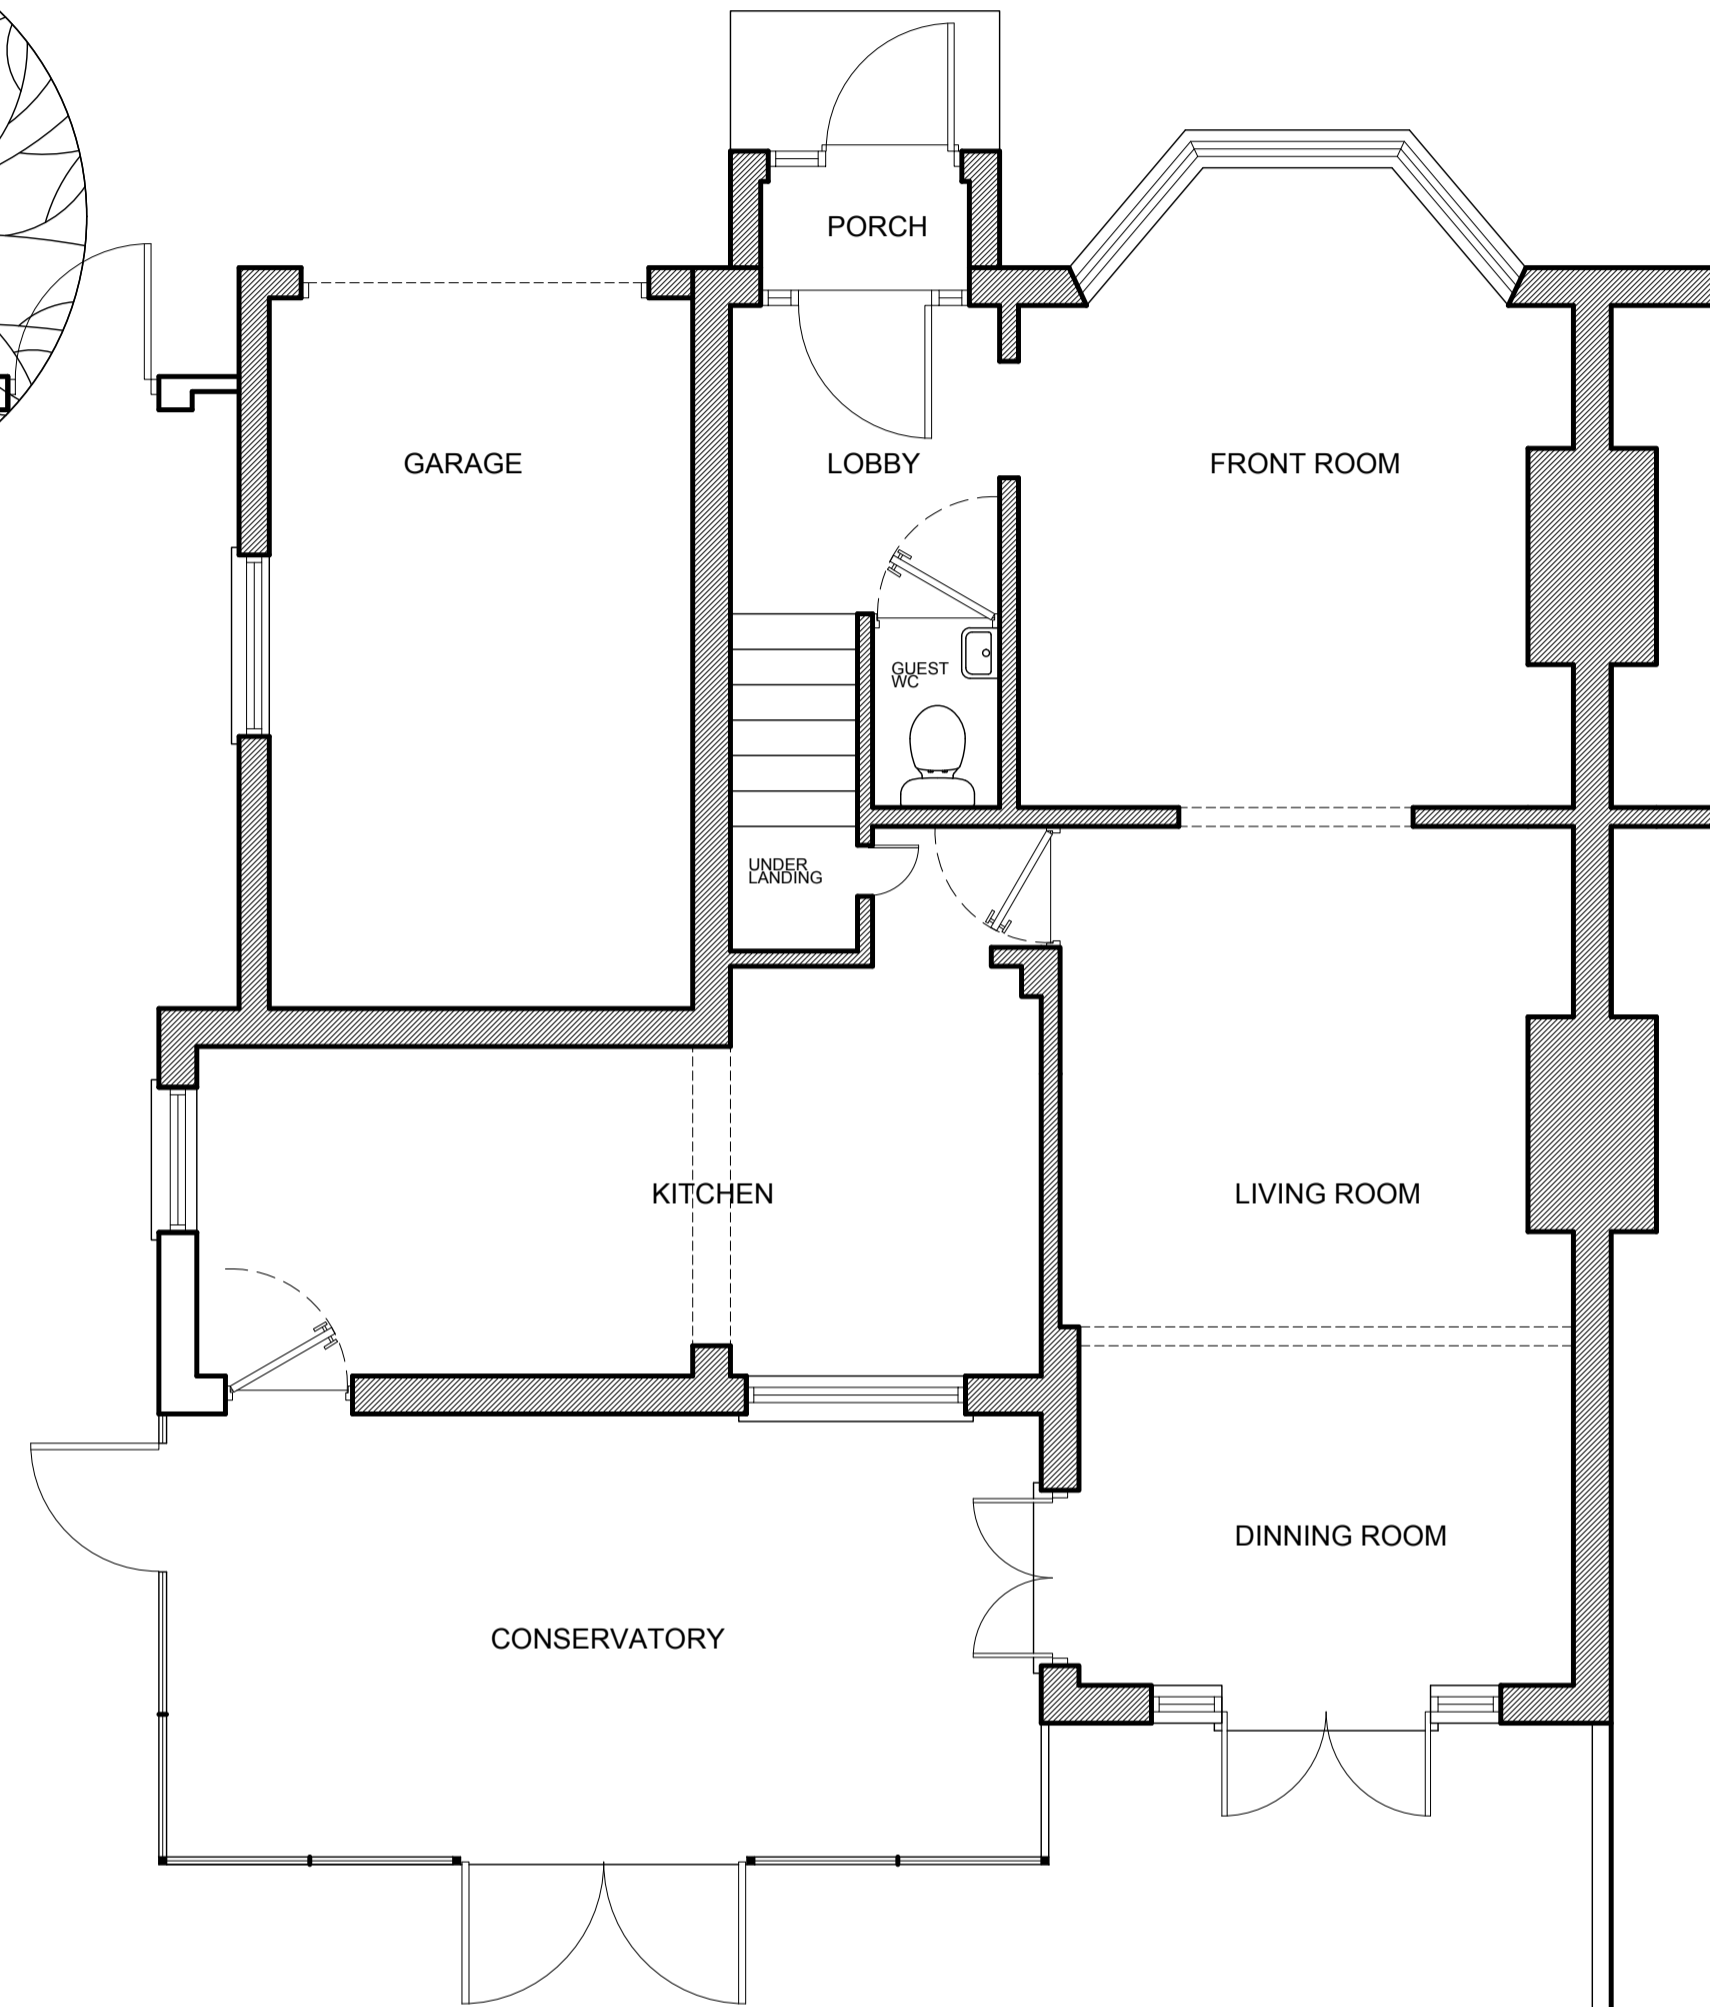 PORCH
GARAGE
LOBBY
FRONT ROOM
GUEST
WC
UNDER
LANDING
KITCHEN
LIVING ROOM
DINNING ROOM
CONSERVATORY